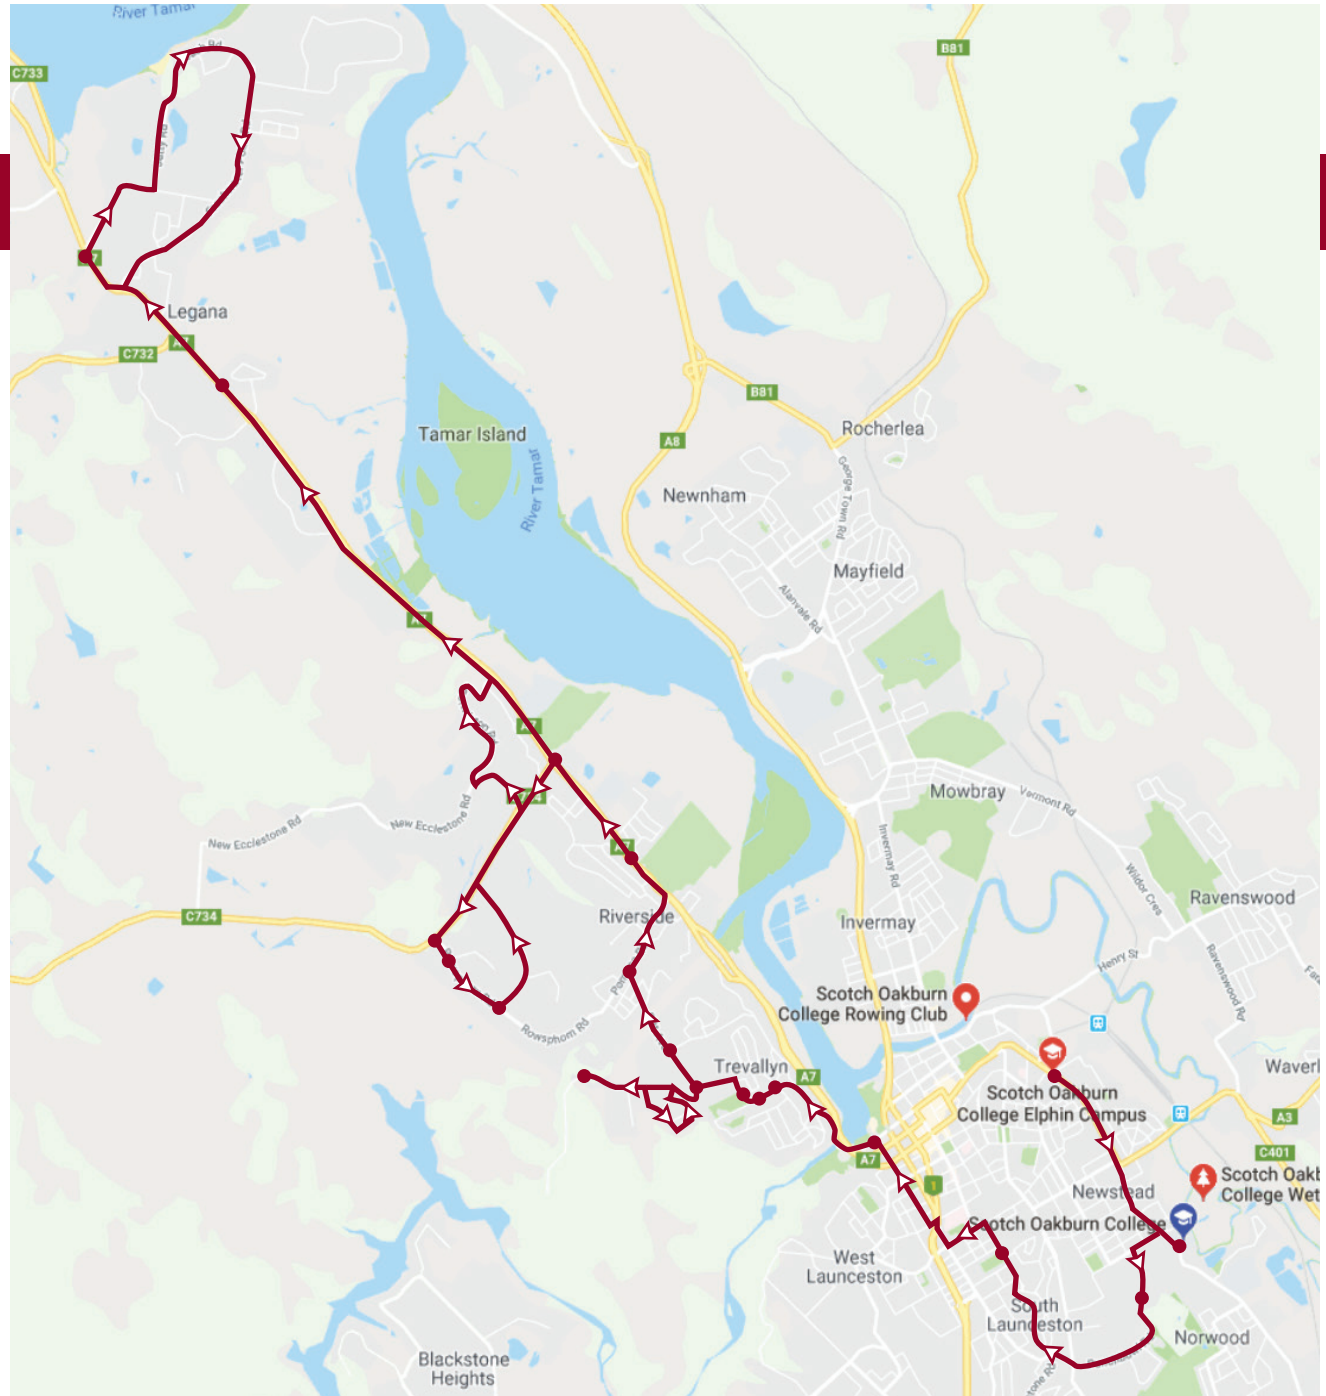 River Tamar
C733
B81
Legana
A7
C732
B81
Tamar Island
River Tamar
A8
Rocherlea
Newnham
George Town Rd
Mayfield
Alanvale Rd
A7
A7
Mowbray
Vermont Rd
New Ecclestone Rd
New Ecclestone Rd
A7
Invermay Rd
Wildor Cres
Ravenswood
C734
Riverside
Invermay
Henry St
Ravenswood Rd
Scotch Oakburn
College Rowing Club
Rowsphorn Rd
Trevallyn
A7
Waverl
Scotch Oakburn
College Elphin Campus
A3
A7
C401
1
Newstead
Scotch Oakb
College Wet
Scotch Oakburn College
West
Launceston
South
Launceston
Norwood
Blackstone
Heights